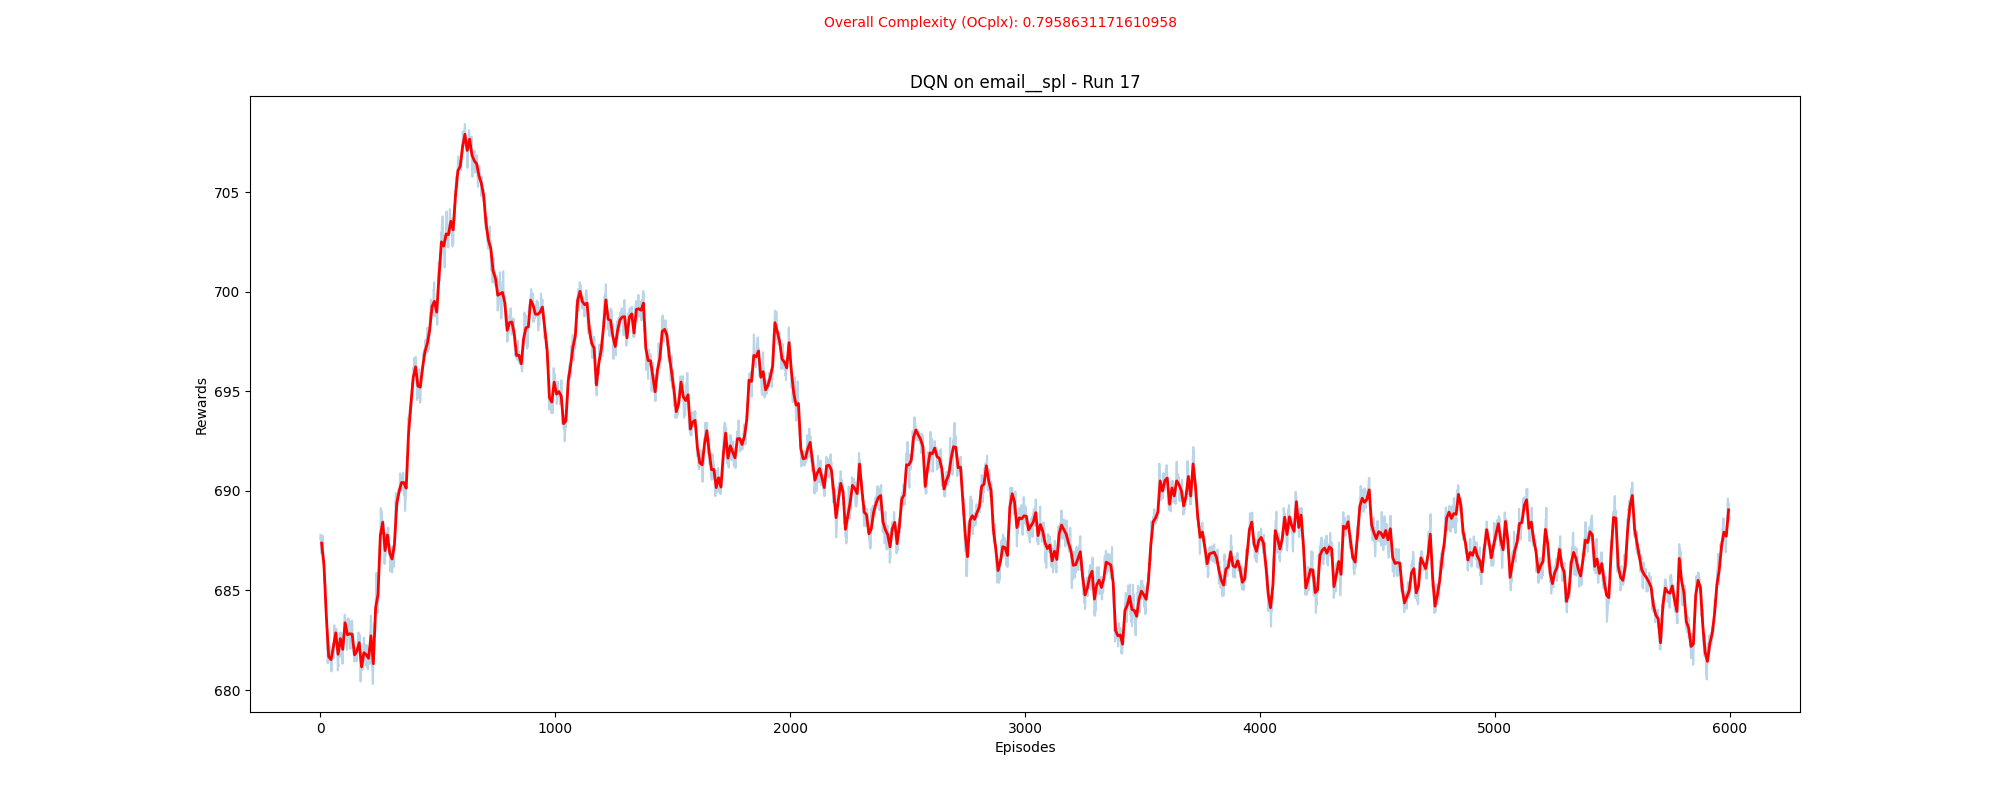 Overall Complexity (OCplx): 0.7958631171610958
DQN on email__spl - Run 17
705
700
695
690
685
680
Rewards
0 1000 2000 3000 4000 5000 6000
Episodes